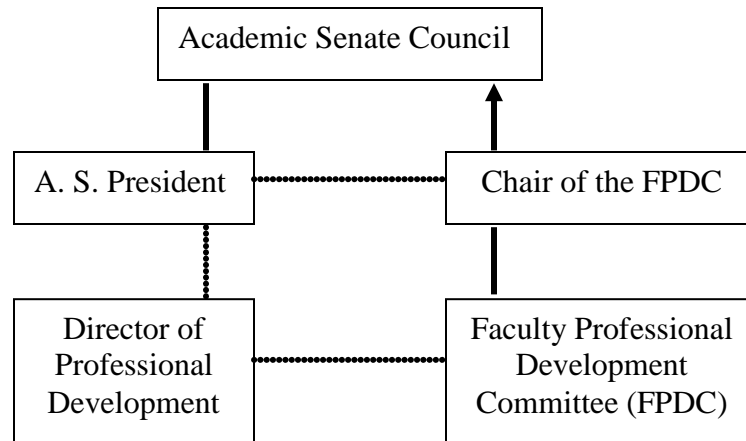 Academic Senate Council
A. S. President
Chair of the FPDC
Director of
Professional
Development
Faculty Professional
Development
Committee (FPDC)